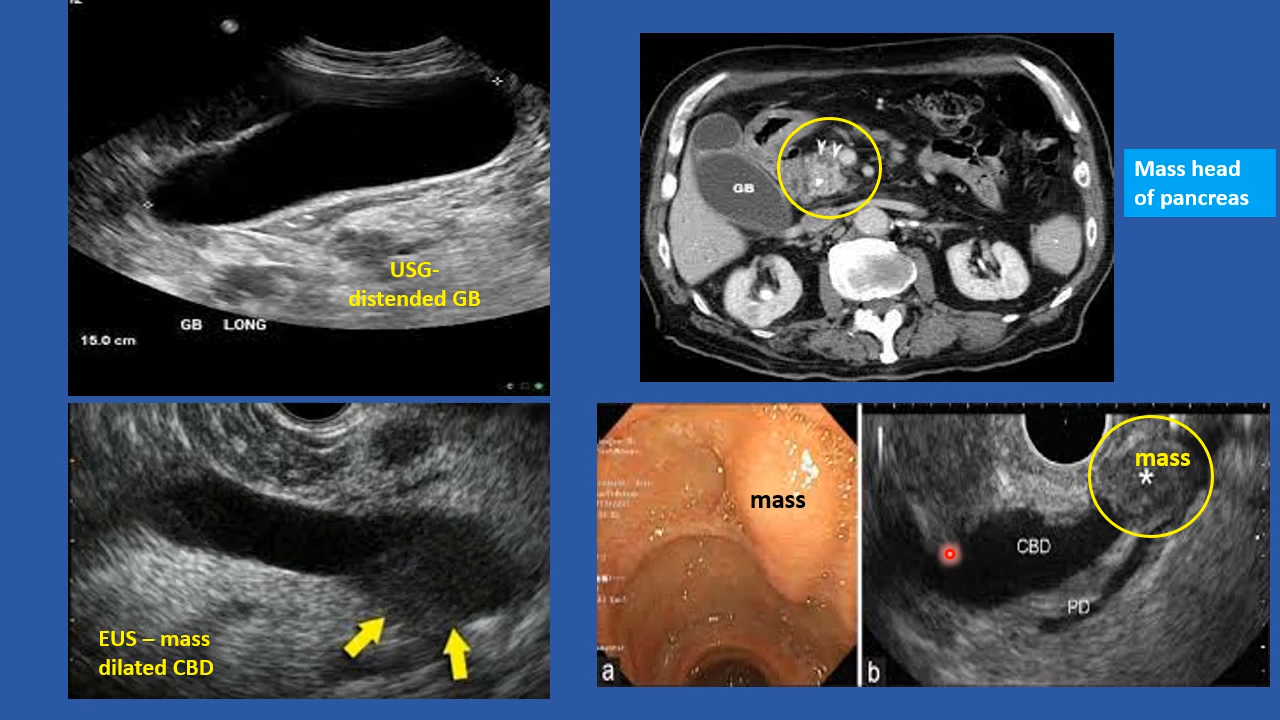 USG-
distended GB
GB LONG
15.0 cm
GB
Mass head
of pancreas
EUS – mass
dilated CBD
mass
a
mass
*
CBD
PD
b